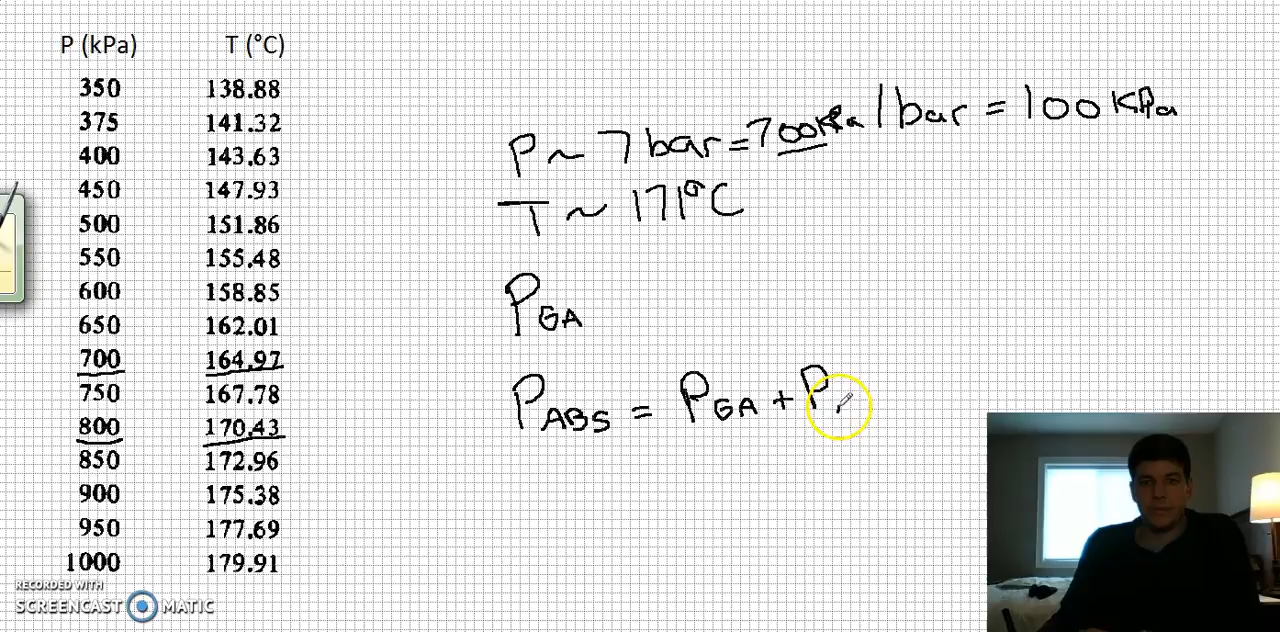 P (kPa) T (°C)
350 138.88
375 141.32
400 143.63
450 147.93
500 151.86
550 155.48
600 158.85
650 162.01
700 164.97
750 167.78
800 170.43
850 172.96
900 175.38
950 177.69
1000 179.91
P ~ 7 bar = 700 kPa 1 bar = 100 KPa
T ~ 171°C
P GA
P ABS = P GA + P
RECORDED WITH
SCREENCAST MATIC